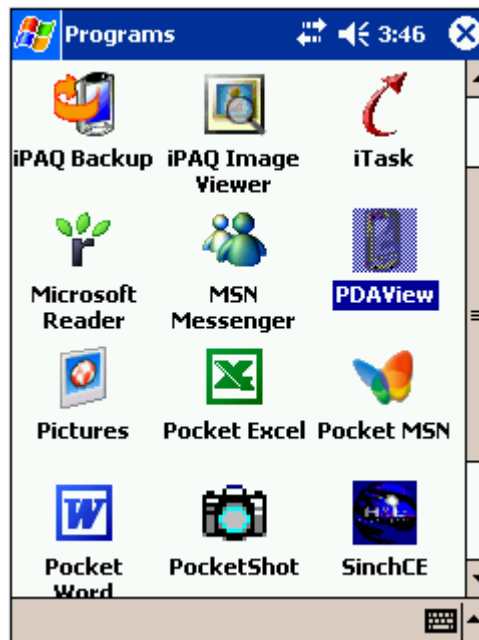 Programs 3:46
iPAQ Backup iPAQ Image Viewer iTask
Microsoft Reader MSN Messenger PDAView
Pictures Pocket Excel Pocket MSN
Pocket Word PocketShot SinchCE